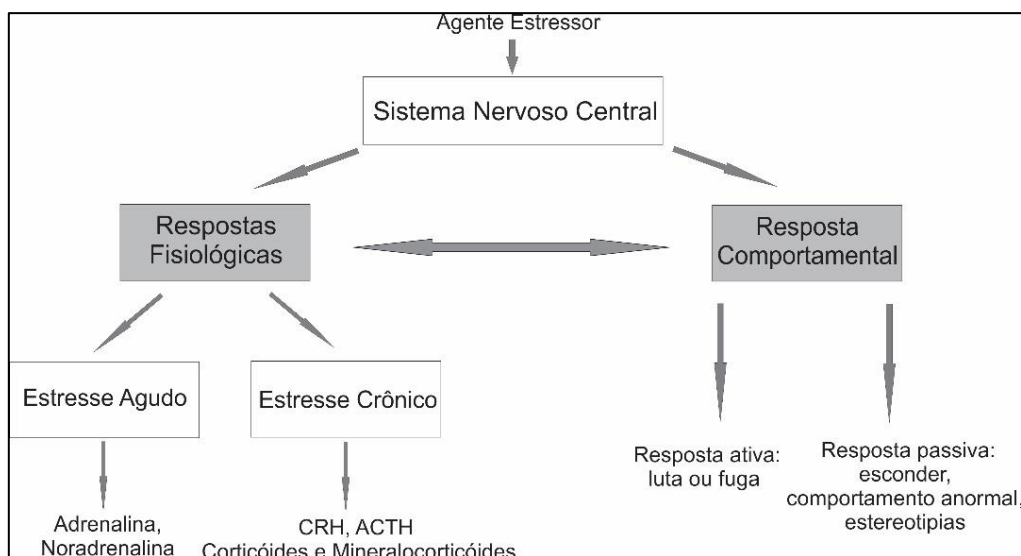 Agente Estressor
Sistema Nervoso Central
Respostas
Fisiológicas
Resposta
Comportamental
Estresse Agudo
Estresse Crônico
Resposta ativa:
luta ou fuga
Resposta passiva:
esconder,
comportamento anormal,
estereotipias
Adrenalina,
Noradrenalina
CRH, ACTH
Corticóides e Mineralocorticóides